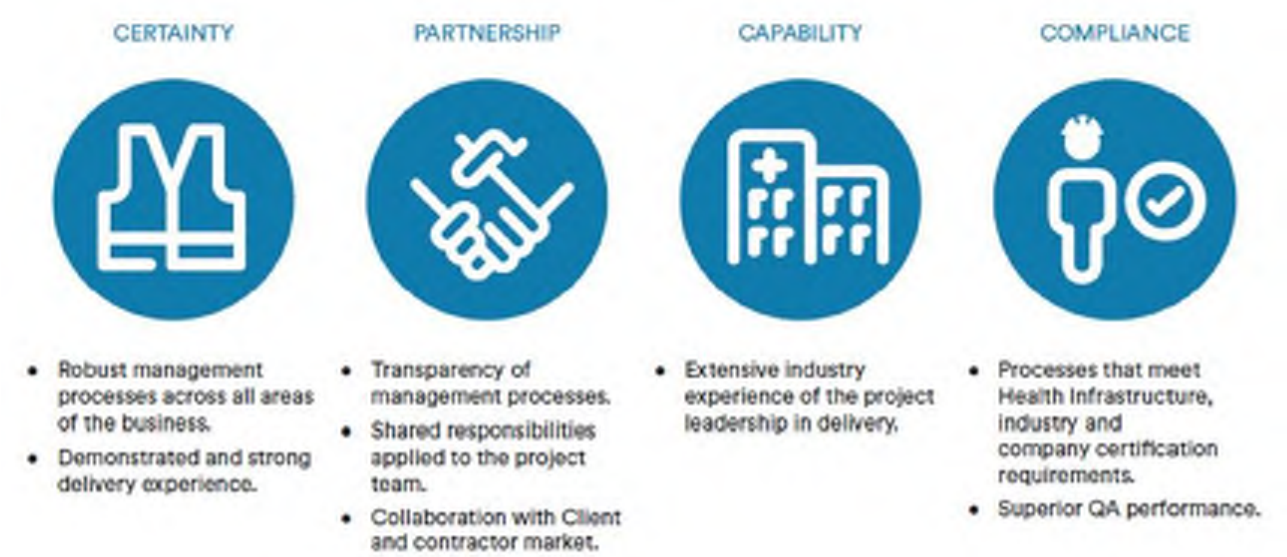 CERTAINTY
• Robust management
processes across all areas
of the business.
• Demonstrated and strong
delivery experience.
PARTNERSHIP
• Transparency of
management processes.
• Shared responsibilities
applied to the project
team.
• Collaboration with Client
and contractor market.
CAPABILITY
• Extensive industry
experience of the project
leadership in delivery.
COMPLIANCE
• Processes that meet
Health Infrastructure,
industry and
company certification
requirements.
• Superior QA performance.